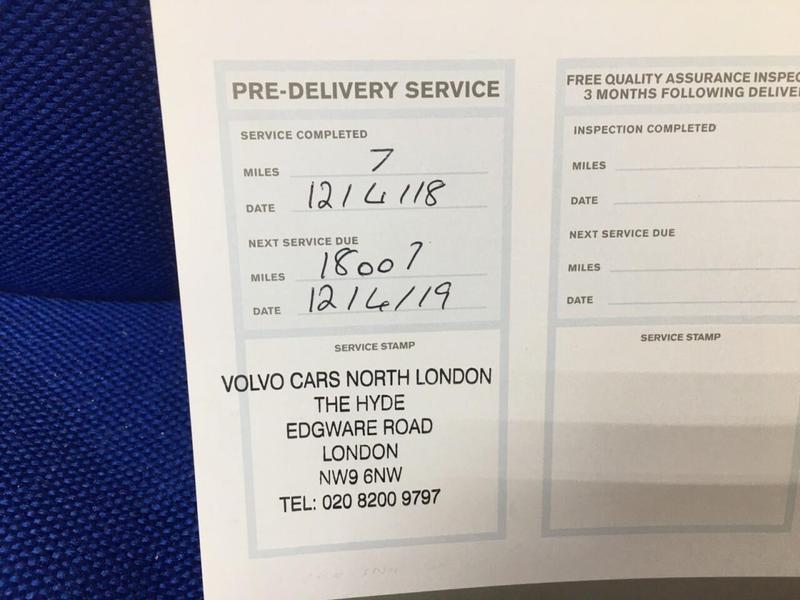 PRE-DELIVERY SERVICE
SERVICE COMPLETED
MILES 7
DATE 12/4/18
NEXT SERVICE DUE
MILES 18007
DATE 12/4/19
SERVICE STAMP
VOLVO CARS NORTH LONDON
THE HYDE
EDGWARE ROAD
LONDON
NW9 6NW
TEL: 020 8200 9797
FREE QUALITY ASSURANCE INSPEC
3 MONTHS FOLLOWING DELIVE
INSPECTION COMPLETED
MILES
DATE
NEXT SERVICE DUE
MILES
DATE
SERVICE STAMP